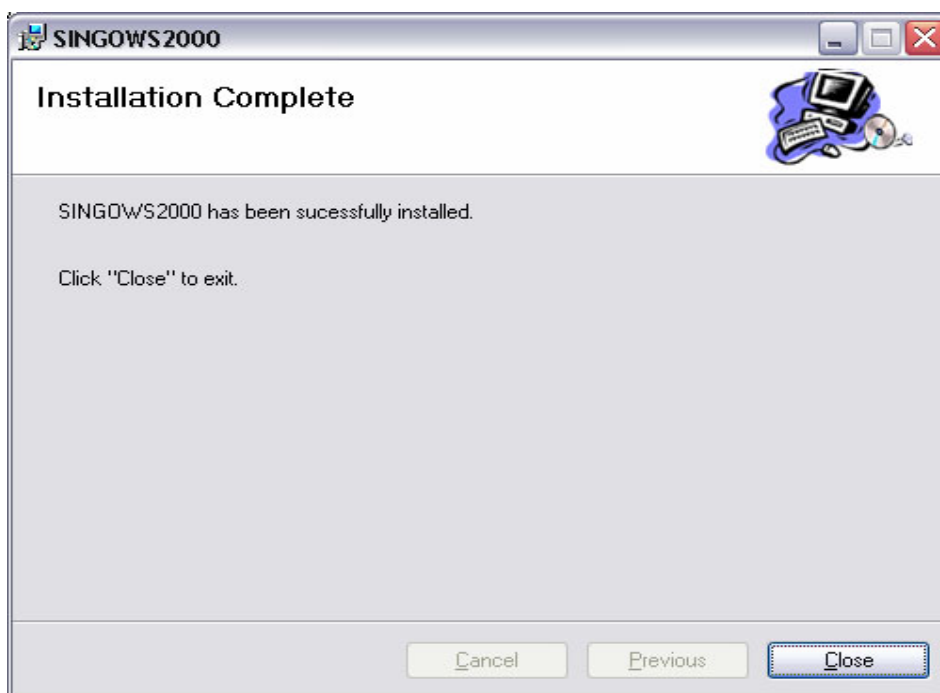 SINGOWS2000
Installation Complete
SINGOWS2000 has been sucessfully installed.
Click "Close" to exit.
Cancel
Previous
Close